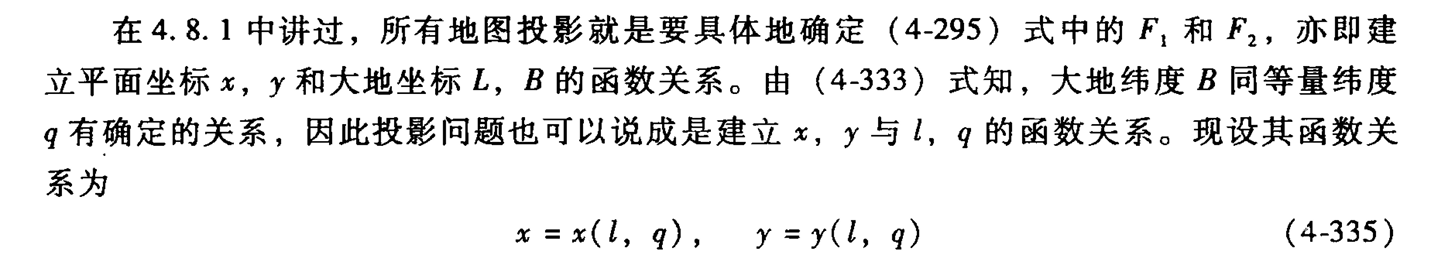 在 4.8.1 中讲过，所有地图投影就是要具体地确定（4-295）式中的 F₁ 和 F₂，亦即建
立平面坐标 x，y 和大地坐标 L，B 的函数关系。由（4-333）式知，大地纬度 B 同等量纬度
q 有确定的关系，因此投影问题也可以说成是建立 x，y 与 l，q 的函数关系。现设其函数关
系为
x = x(l, q), y = y(l, q) (4-335)